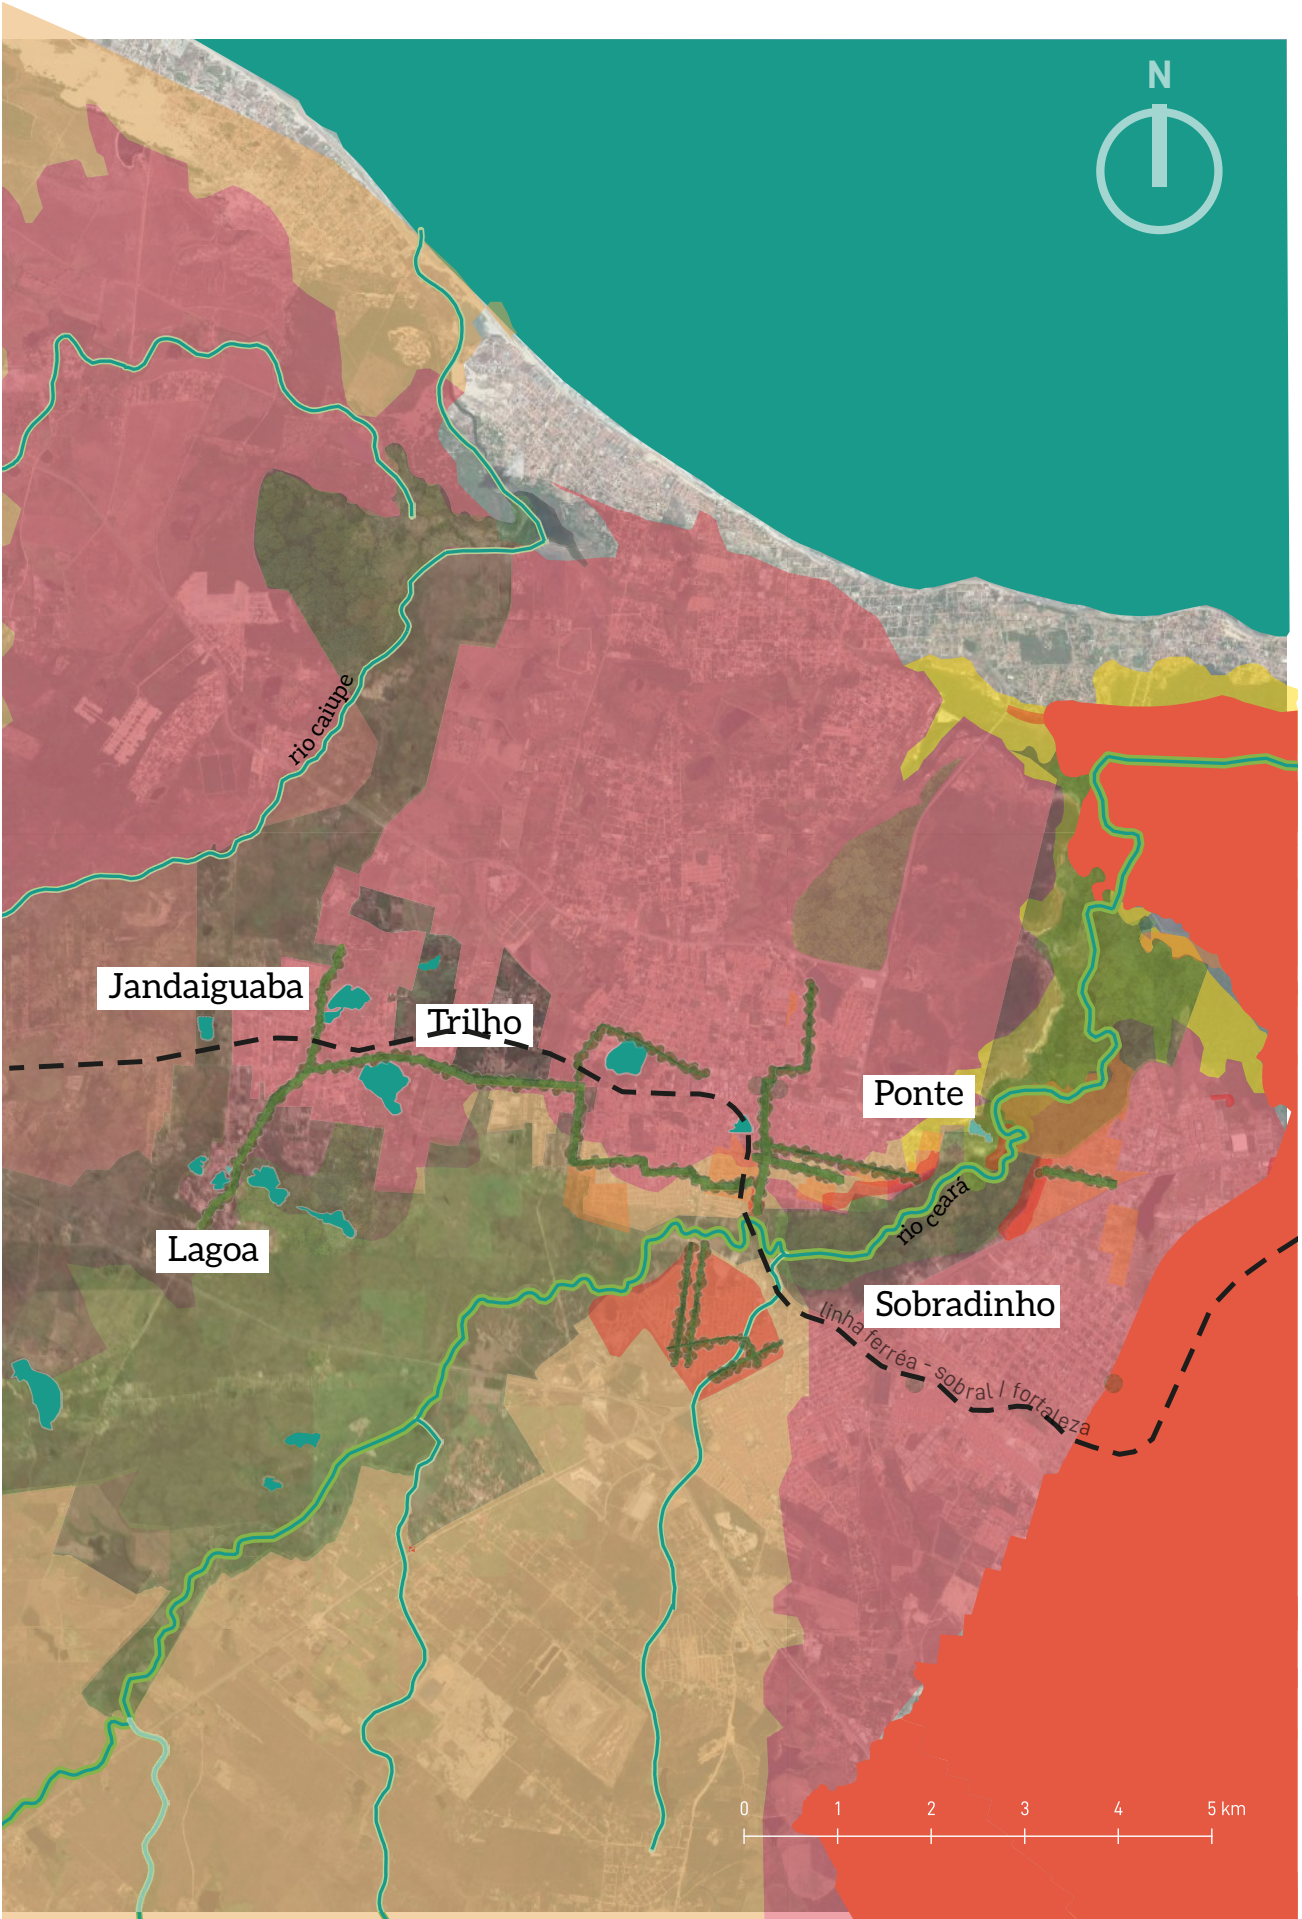 N
rio caiupe
Jandaiguaba
Trilho
Ponte
rio ceará
Lagoa
Sobradinho
linha ferréa - sobral | fortaleza
0 1 2 3 4 5 km